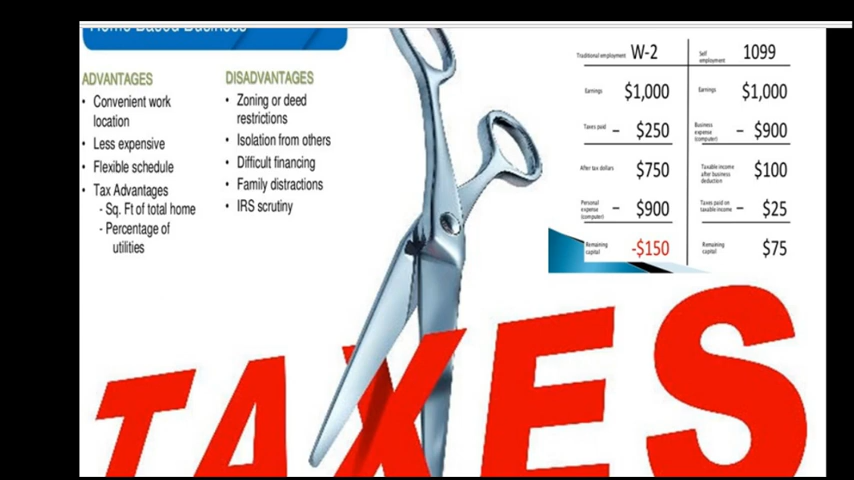 Home Based Business
ADVANTAGES
• Convenient work
location
• Less expensive
• Flexible schedule
• Tax Advantages
- Sq. Ft of total home
- Percentage of
utilities
DISADVANTAGES
• Zoning or deed
restrictions
• Isolation from others
• Difficult financing
• Family distractions
• IRS scrutiny
Traditional employment W-2
Earnings $1,000
Taxes paid – $250
After tax dollars $750
Personal
expense
(computer) – $900
Remaining
capital -$150
Self
employment 1099
Earnings $1,000
Business
expense
(computer) – $900
Taxable income
after business
deduction $100
Taxes paid on
taxable income – $25
Remaining
capital $75
TAXES